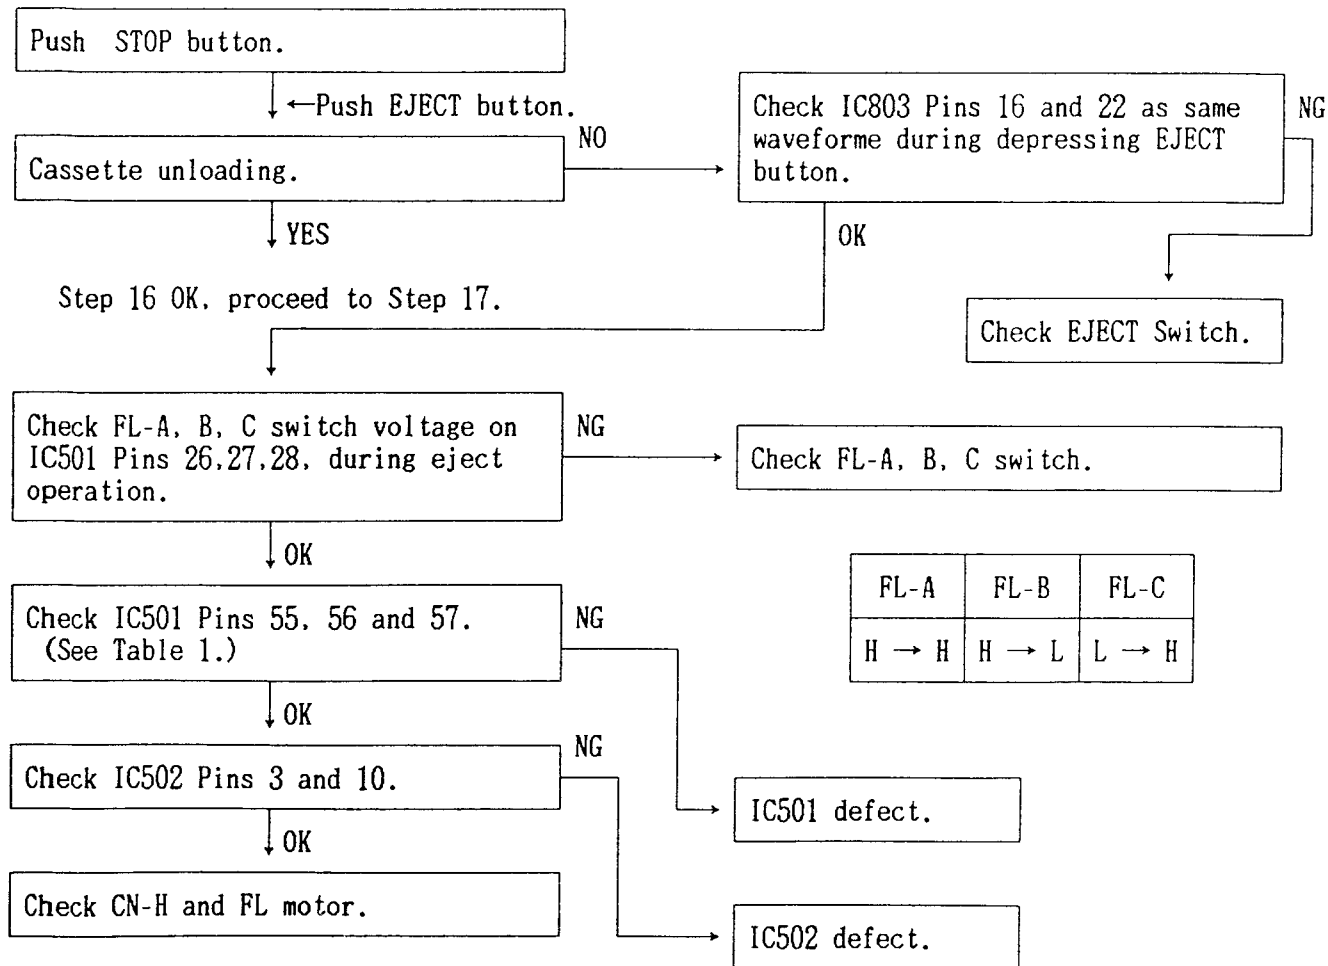 Push STOP button.
←Push EJECT button.
Cassette unloading.
NO
YES
Step 16 OK, proceed to Step 17.
Check IC803 Pins 16 and 22 as same
waveforme during depressing EJECT
button.
NG
OK
Check EJECT Switch.
Check FL-A, B, C switch voltage on
IC501 Pins 26,27,28, during eject
operation.
NG
Check FL-A, B, C switch.
OK
FL-A FL-B FL-C
H → H H → L L → H
Check IC501 Pins 55, 56 and 57.
(See Table 1.)
NG
OK
Check IC502 Pins 3 and 10.
NG
IC501 defect.
OK
Check CN-H and FL motor.
IC502 defect.